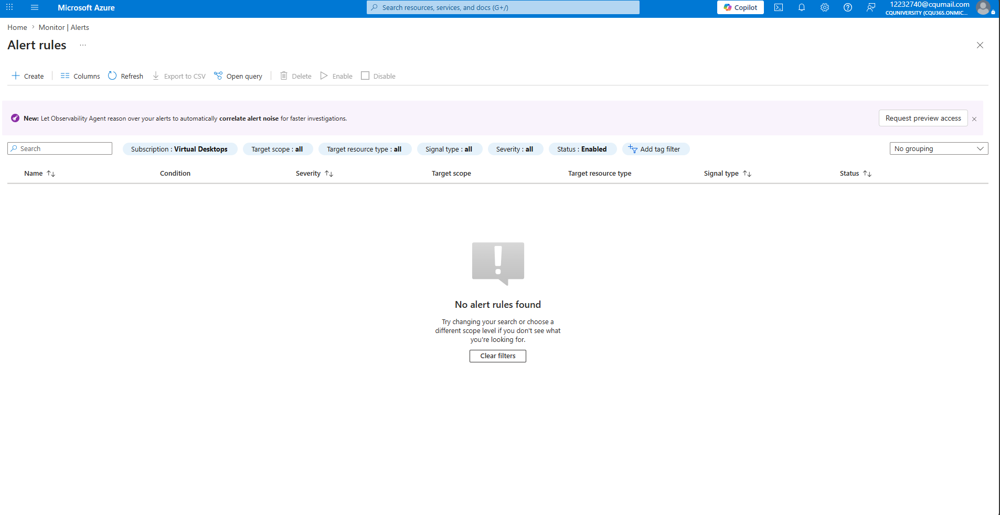 Microsoft Azure
Search resources, services, and docs (G+/)
Copilot
12232740@cqumail.com
CQUNIVERSITY (CQU365.ONMIC...
Home > Monitor | Alerts
Alert rules ...
Create
Columns
Refresh
Export to CSV
Open query
Delete
Enable
Disable
New: Let Observability Agent reason over your alerts to automatically correlate alert noise for faster investigations.
Request preview access
Search
Subscription : Virtual Desktops
Target scope : all
Target resource type : all
Signal type : all
Severity : all
Status : Enabled
Add tag filter
No grouping
Name
Condition
Severity
Target scope
Target resource type
Signal type
Status
No alert rules found
Try changing your search or choose a
different scope level if you don't see what
you're looking for.
Clear filters